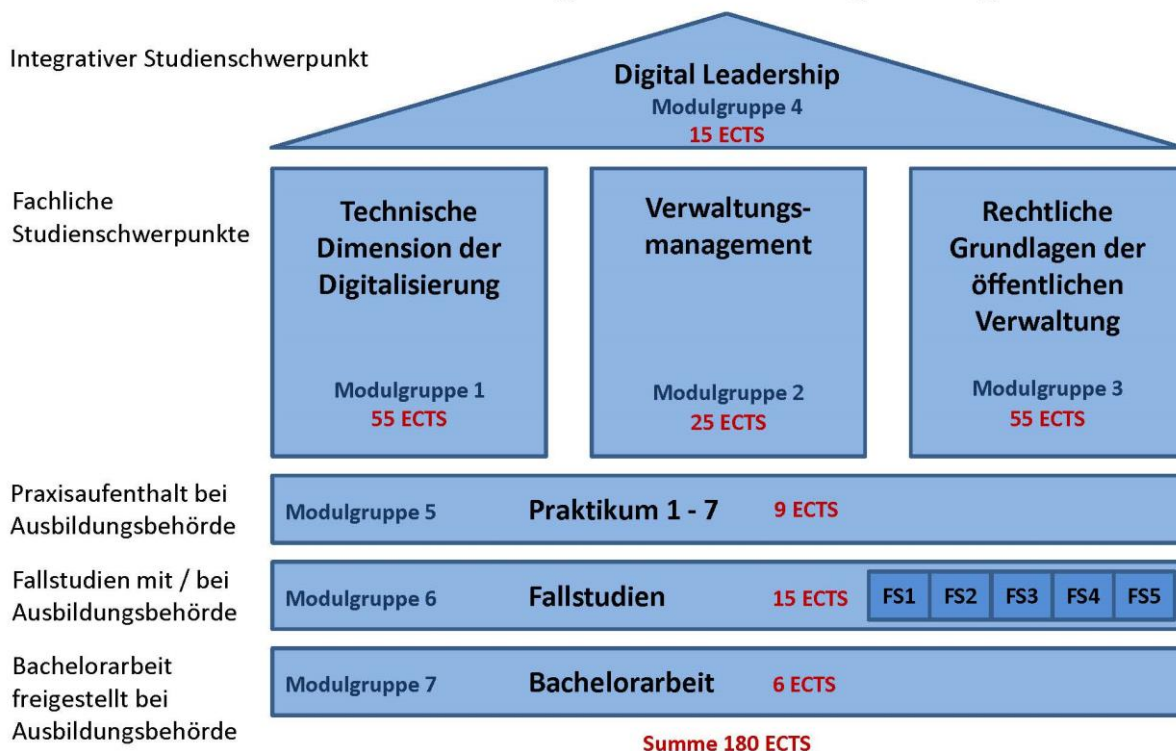 Integrativer Studienschwerpunkt
Digital Leadership
Modulgruppe 4
15 ECTS
Fachliche
Studienschwerpunkte
Technische
Dimension der
Digitalisierung
Modulgruppe 1
55 ECTS
Verwaltungs-
management
Modulgruppe 2
25 ECTS
Rechtliche
Grundlagen der
öffentlichen
Verwaltung
Modulgruppe 3
55 ECTS
Praxisaufenthalt bei
Ausbildungsbehörde
Modulgruppe 5 Praktikum 1 - 7 9 ECTS
Fallstudien mit / bei
Ausbildungsbehörde
Modulgruppe 6 Fallstudien 15 ECTS FS1 FS2 FS3 FS4 FS5
Bachelorarbeit
freigestellt bei
Ausbildungsbehörde
Modulgruppe 7 Bachelorarbeit 6 ECTS
Summe 180 ECTS